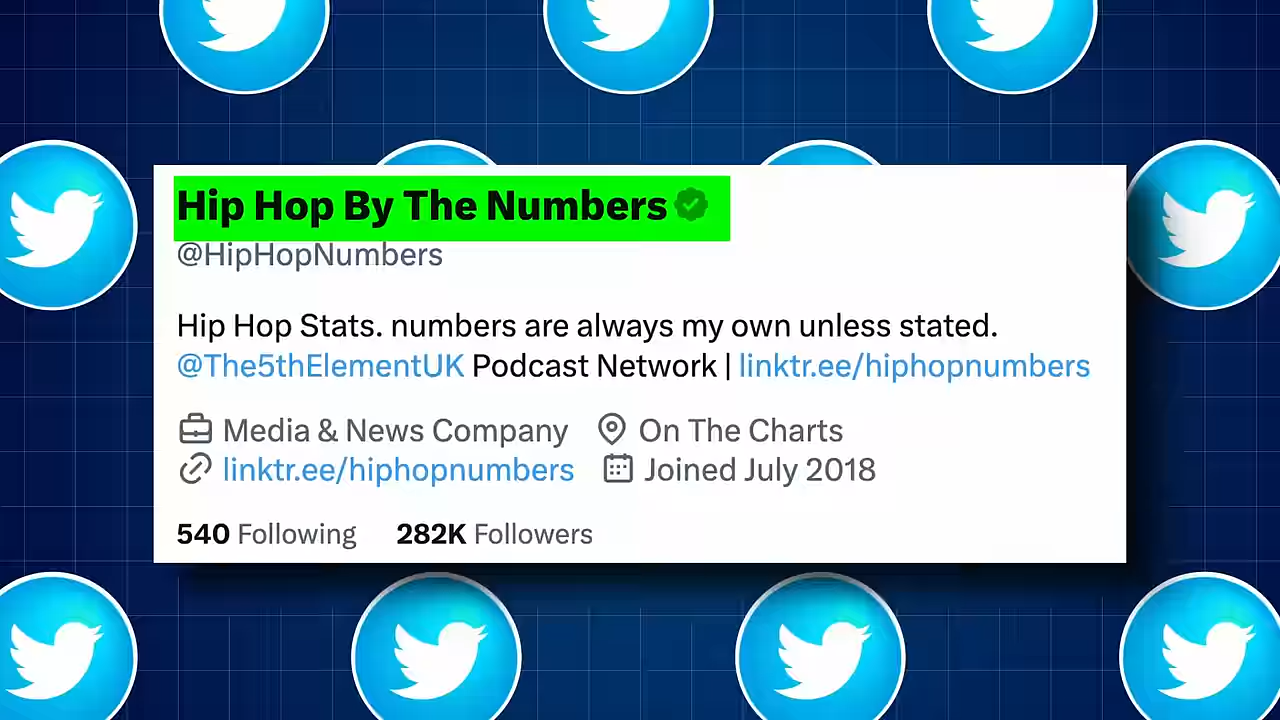 Hip Hop By The Numbers
@HipHopNumbers
Hip Hop Stats. numbers are always my own unless stated.
@The5thElementUK Podcast Network | linktr.ee/hiphopnumbers
Media & News Company On The Charts
linktr.ee/hiphopnumbers Joined July 2018
540 Following 282K Followers